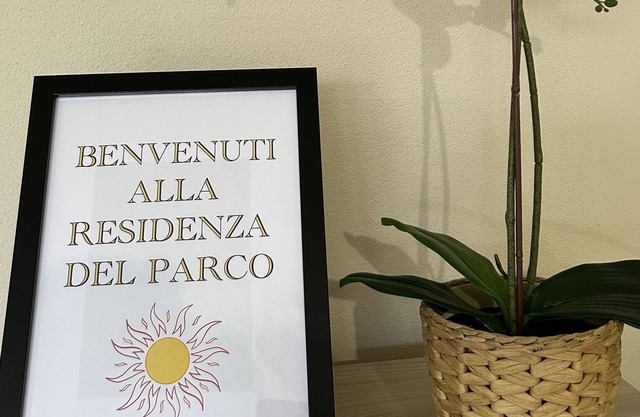 BENVENUTI
ALLA
RESIDENZA
DEL PARCO